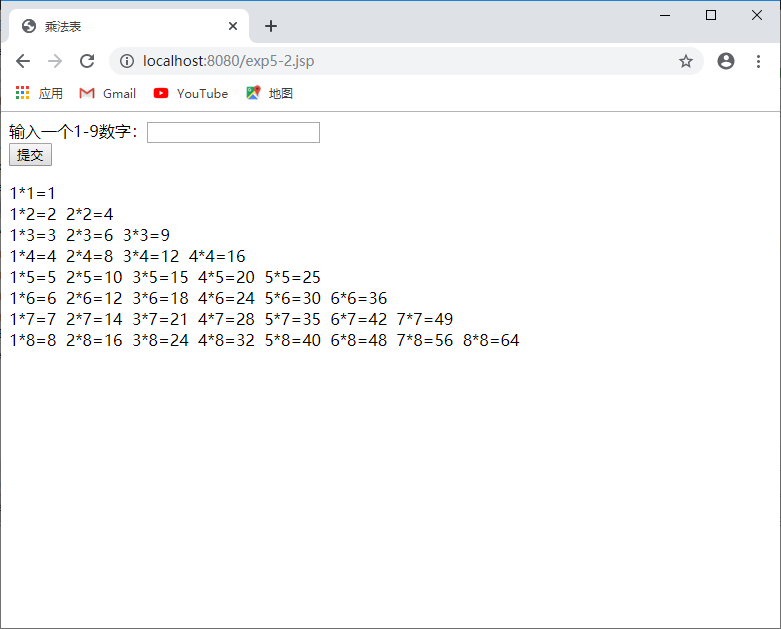 乘法表
localhost:8080/exp5-2.jsp
应用 Gmail YouTube 地图
输入一个1-9数字：
提交
1*1=1
1*2=2 2*2=4
1*3=3 2*3=6 3*3=9
1*4=4 2*4=8 3*4=12 4*4=16
1*5=5 2*5=10 3*5=15 4*5=20 5*5=25
1*6=6 2*6=12 3*6=18 4*6=24 5*6=30 6*6=36
1*7=7 2*7=14 3*7=21 4*7=28 5*7=35 6*7=42 7*7=49
1*8=8 2*8=16 3*8=24 4*8=32 5*8=40 6*8=48 7*8=56 8*8=64